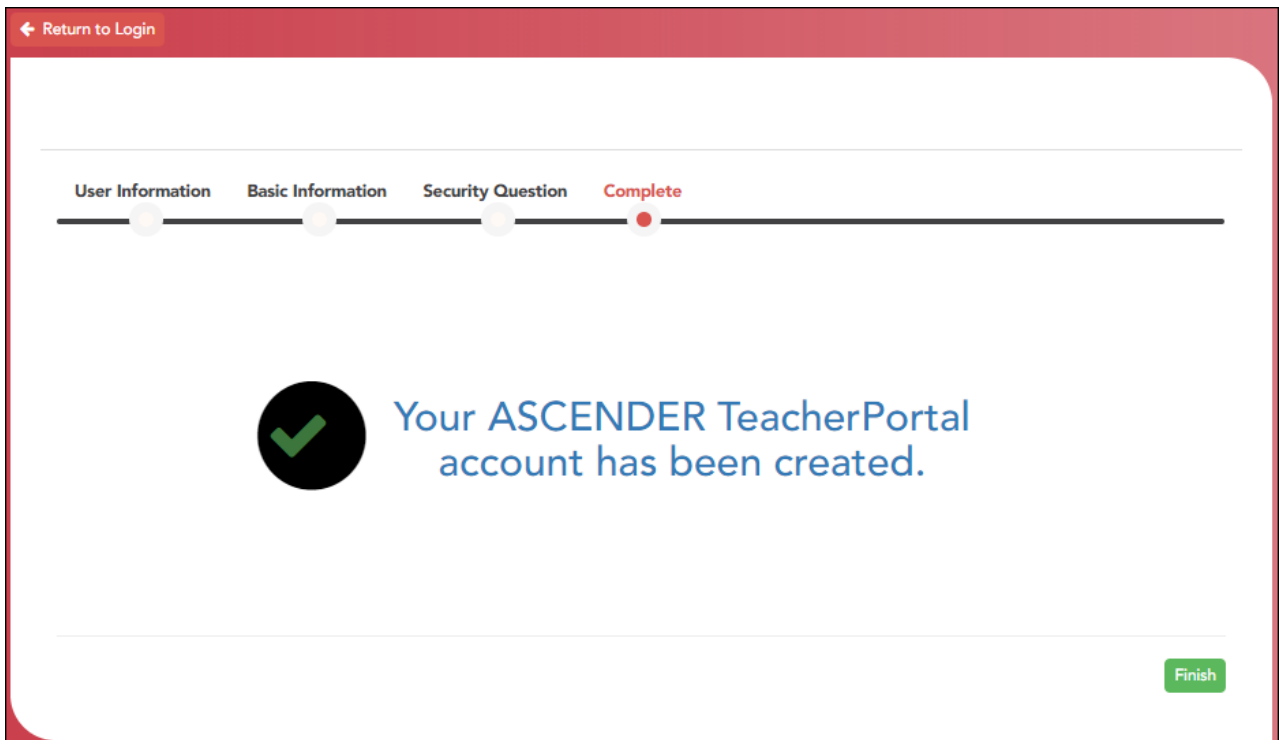 Return to Login
User Information Basic Information Security Question Complete
Your ASCENDER TeacherPortal
account has been created.
Finish